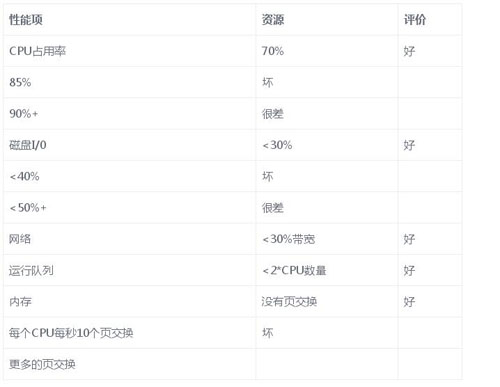 性能项 资源 评价
CPU占用率 70% 好
85% 坏
90%+ 很差
磁盘I/0 <30% 好
<40% 坏
<50%+ 很差
网络 <30%带宽 好
运行队列 <2*CPU数量 好
内存 没有页交换 好
每个CPU每秒10个页交换 坏
更多的页交换